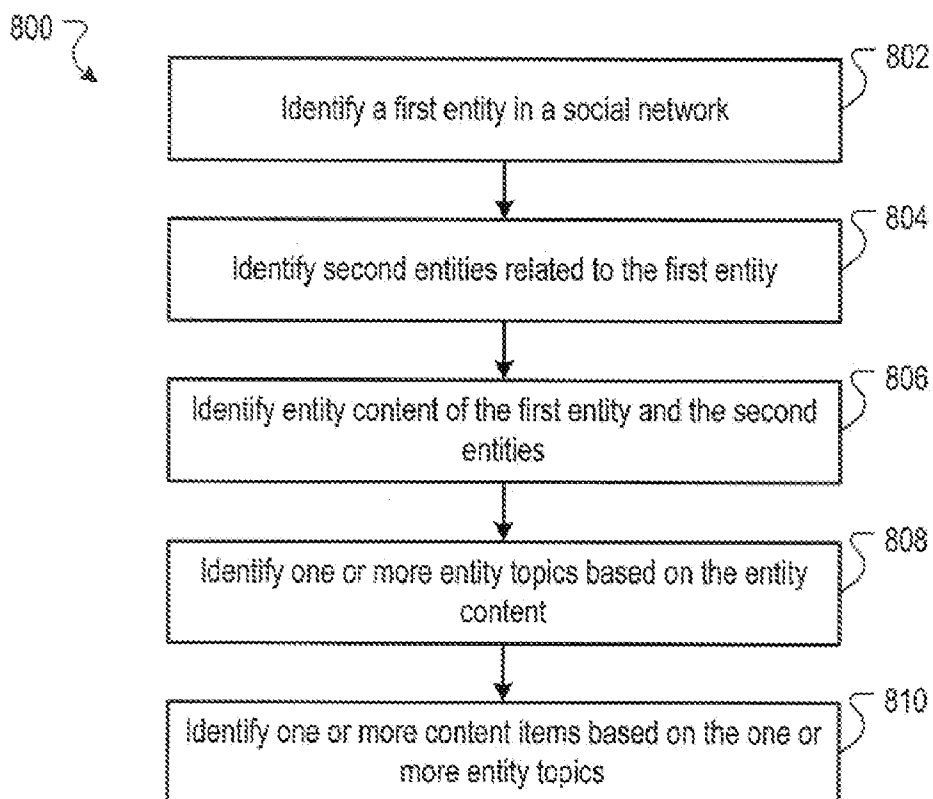 800
802
Identify a first entity in a social network
804
Identify second entities related to the first entity
806
Identify entity content of the first entity and the second
entities
808
Identify one or more entity topics based on the entity
content
810
Identify one or more content items based on the one or
more entity topics